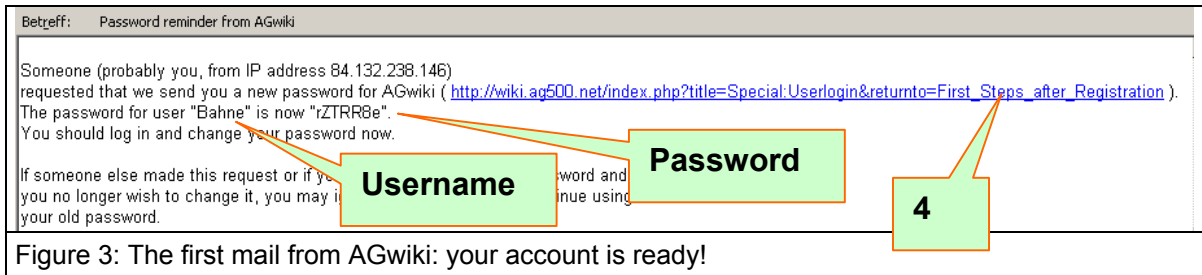 Betreff: Password reminder from AGwiki
Someone (probably you, from IP address 84.132.238.146)
requested that we send you a new password for AGwiki ( http://wiki.ag500.net/index.php?title=Special:Userlogin&returnto=First_Steps_after_Registration ).
The password for user "Bahne" is now "rZTRR8e".
You should log in and change your password now.
If someone else made this request or if sword and
you no longer wish to change it, you may inue using
your old password.
Username
Password
4
Figure 3: The first mail from AGwiki: your account is ready!